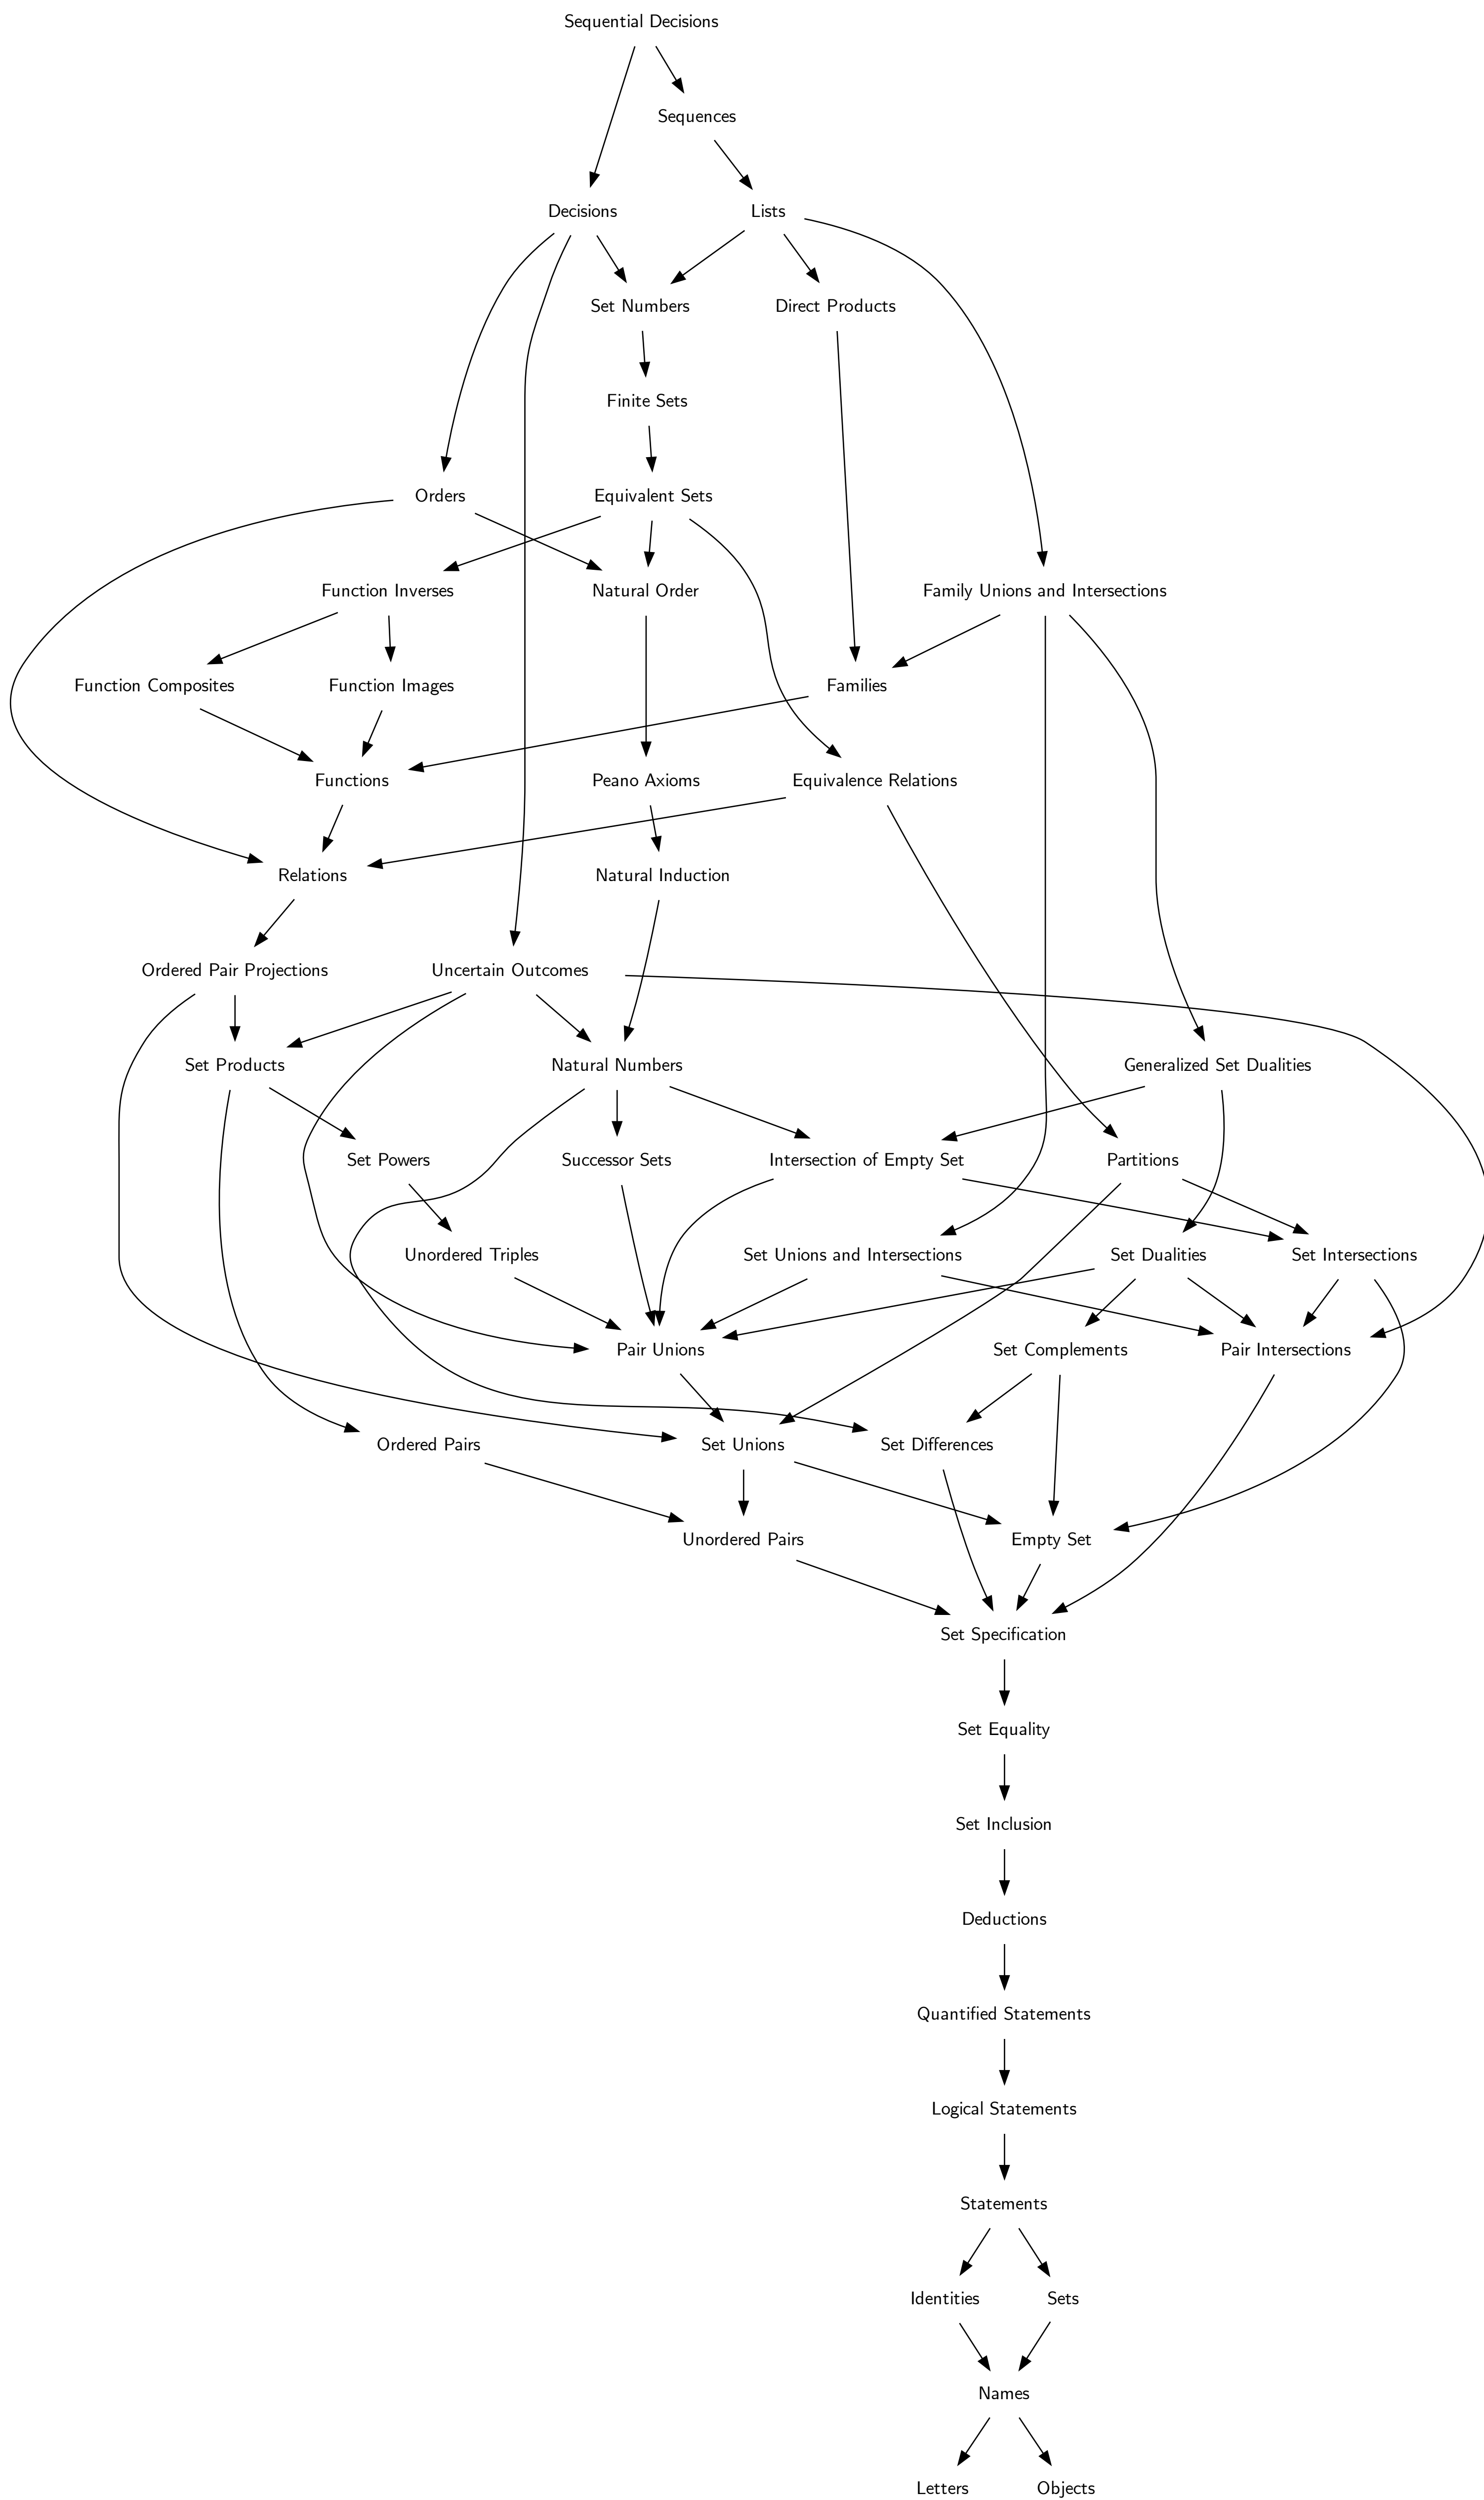 Sequential Decisions
Sequences
Decisions
Lists
Set Numbers
Direct Products
Finite Sets
Orders
Equivalent Sets
Function Inverses
Natural Order
Family Unions and Intersections
Function Composites
Function Images
Families
Functions
Peano Axioms
Equivalence Relations
Relations
Natural Induction
Ordered Pair Projections
Uncertain Outcomes
Set Products
Natural Numbers
Generalized Set Dualities
Set Powers
Successor Sets
Intersection of Empty Set
Partitions
Unordered Triples
Set Unions and Intersections
Set Dualities
Set Intersections
Pair Unions
Set Complements
Pair Intersections
Ordered Pairs
Set Unions
Set Differences
Unordered Pairs
Empty Set
Set Specification
Set Equality
Set Inclusion
Deductions
Quantified Statements
Logical Statements
Statements
Identities
Sets
Names
Letters
Objects